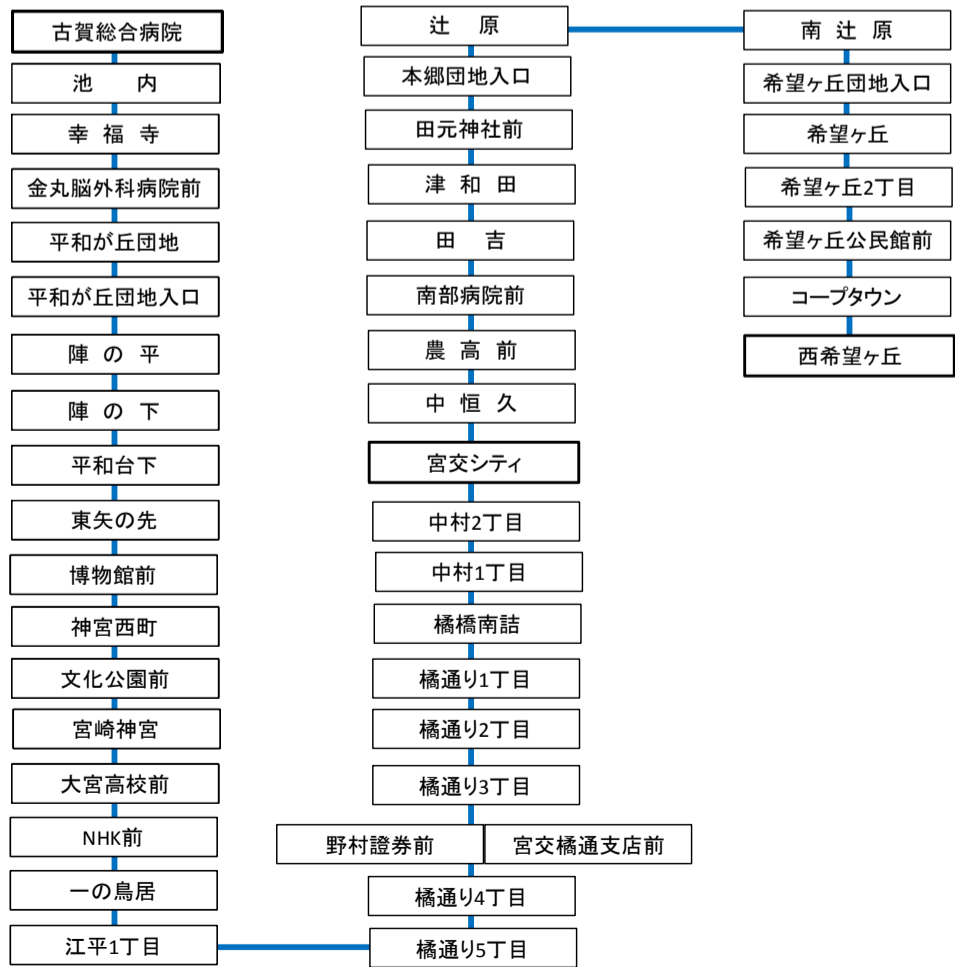 古賀総合病院
池内
幸福寺
金丸脳外科病院前
平和が丘団地
平和が丘団地入口
陣の平
陣の下
平和台下
東矢の先
博物館前
神宮西町
文化公園前
宮崎神宮
大宮高校前
NHK前
一の鳥居
江平1丁目
辻原
本郷団地入口
田元神社前
津和田
田吉
南部病院前
農高前
中恒久
宮交シティ
中村2丁目
中村1丁目
橘橋南詰
橘通り1丁目
橘通り2丁目
橘通り3丁目
野村證券前
宮交橘通支店前
橘通り4丁目
橘通り5丁目
南辻原
希望ヶ丘団地入口
希望ヶ丘
希望ヶ丘2丁目
希望ヶ丘公民館前
コープタウン
西希望ヶ丘